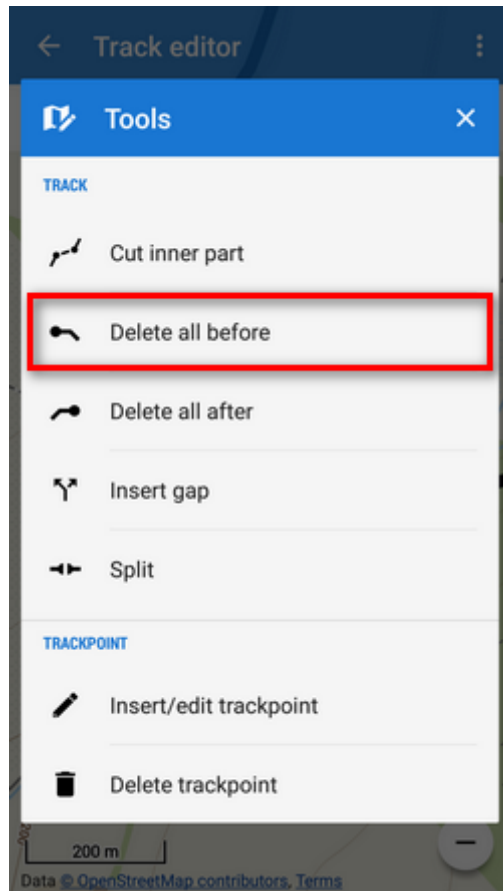 Track editor
Tools
TRACK
Cut inner part
Delete all before
Delete all after
Insert gap
Split
TRACKPOINT
Insert/edit trackpoint
Delete trackpoint
200
200 m
Data © OpenStreetMap contributors, Terms